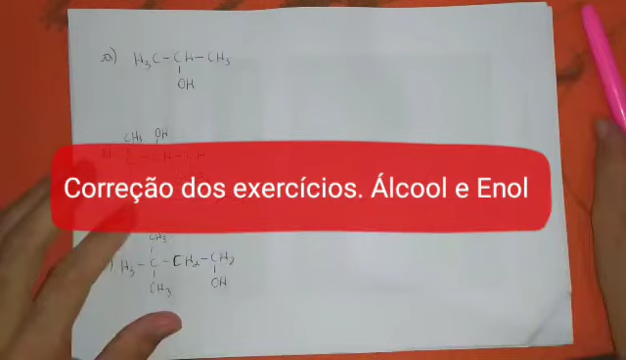 a) H₃C-CH-CH₃
OH
CH₃ OH
Correção dos exercícios. Álcool e Enol
CH₃
H₃-C-CH₂-CH₂
CH₃ OH